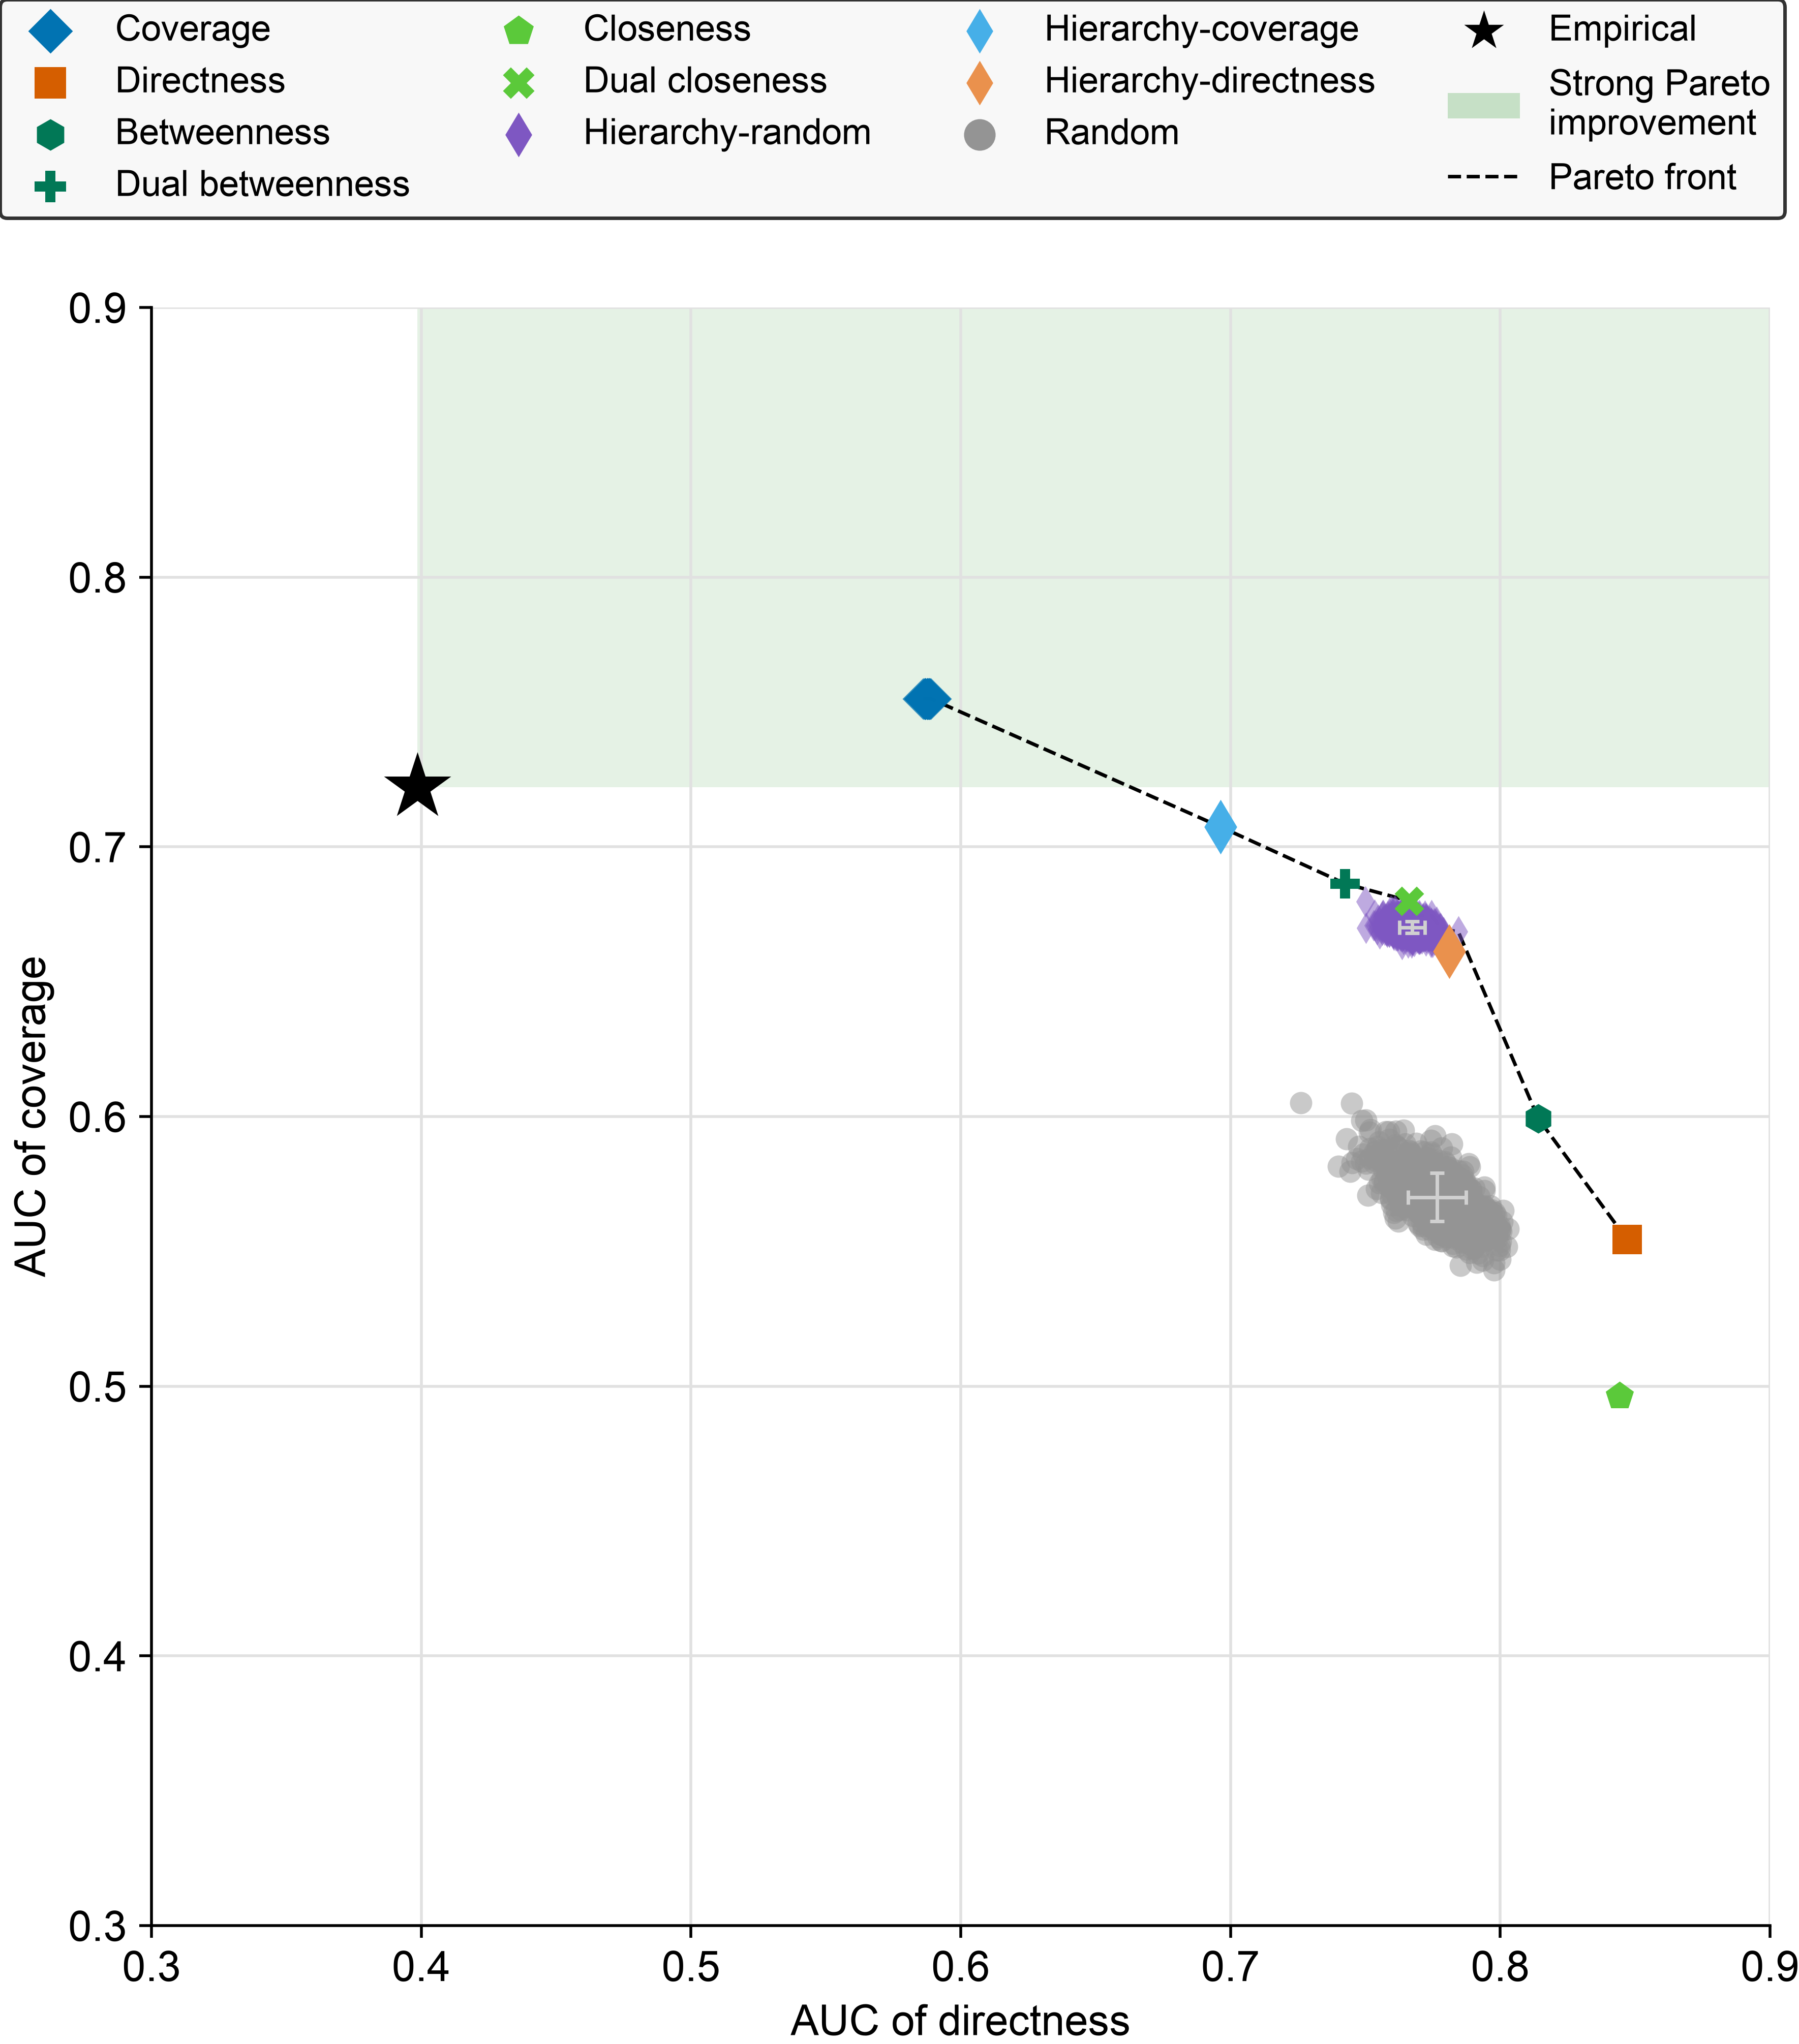 Coverage
Directness
Betweenness
Dual betweenness
Closeness
Dual closeness
Hierarchy-random
Hierarchy-coverage
Hierarchy-directness
Random
Empirical
Strong Pareto
improvement
Pareto front
AUC of coverage
0.9
0.8
0.7
0.6
0.5
0.4
0.3
0.3 0.4 0.5 0.6 0.7 0.8 0.9
AUC of directness